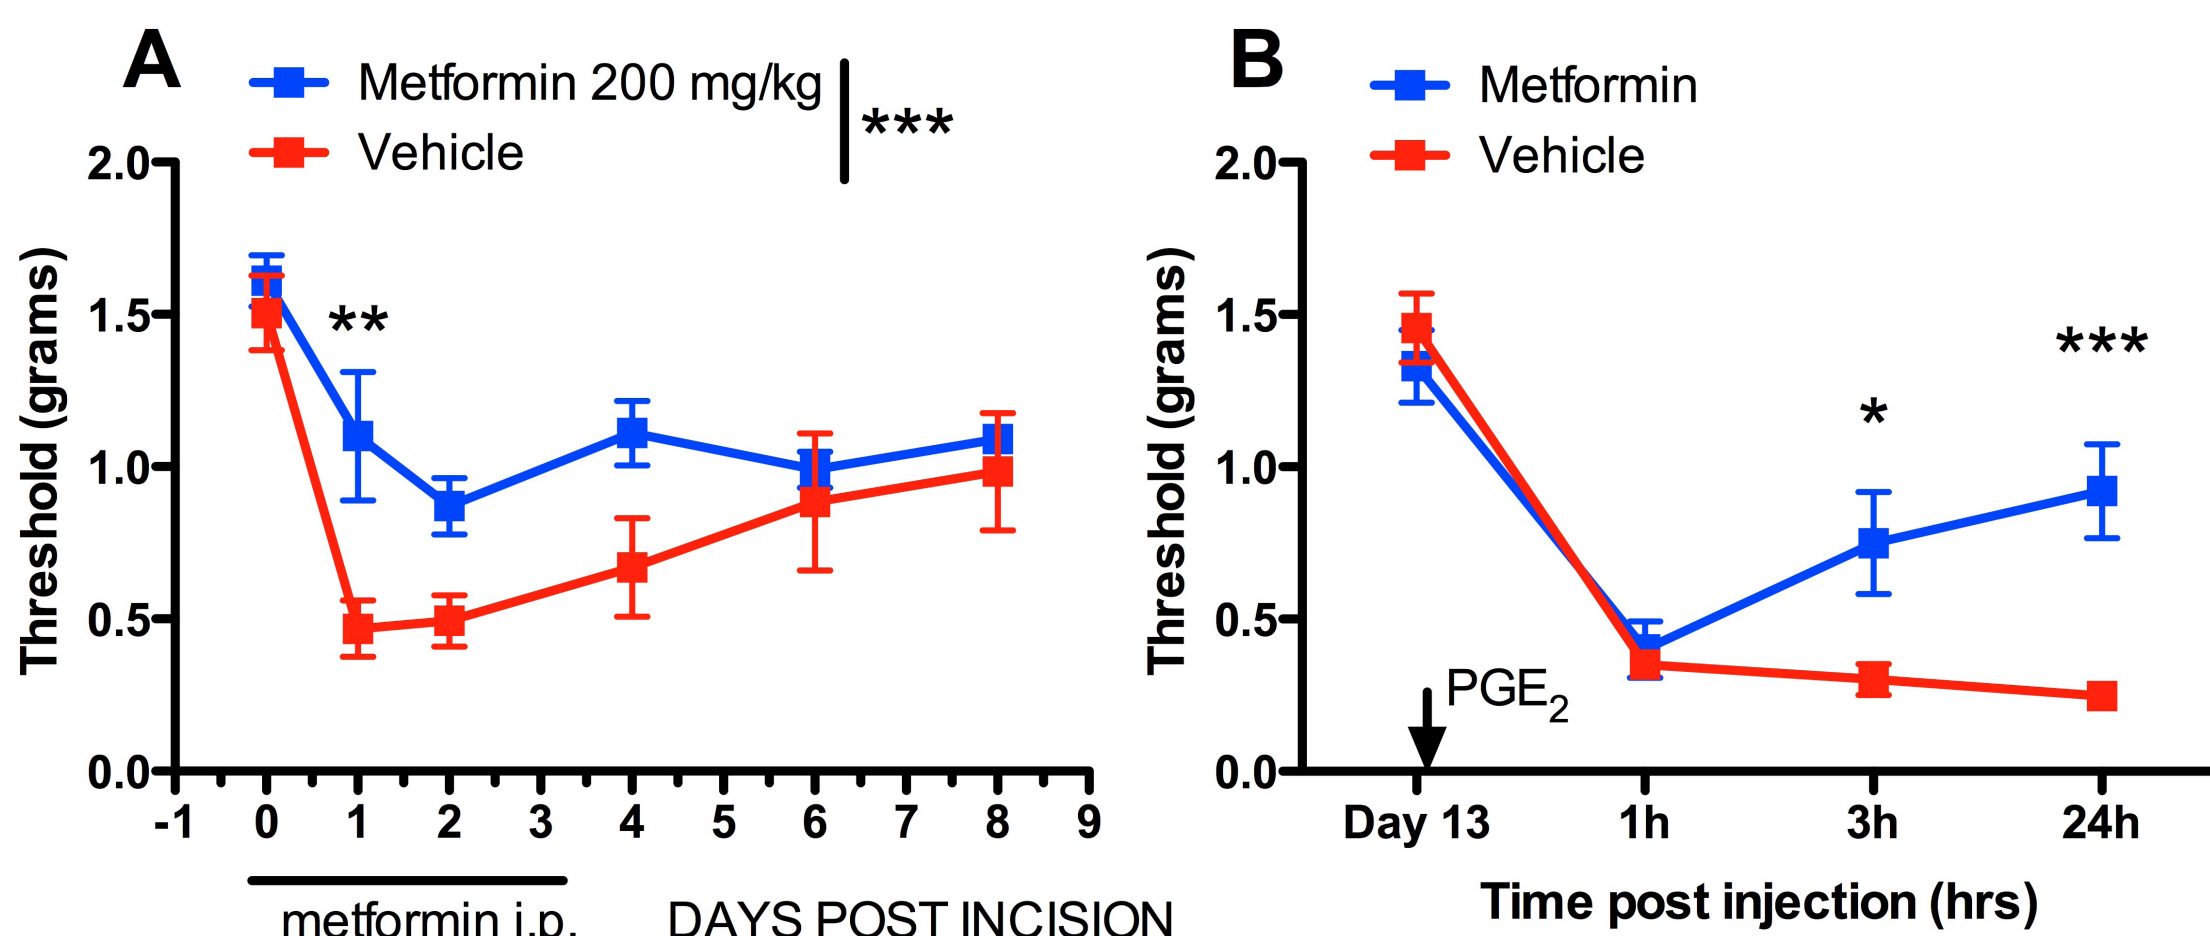 A
Metformin 200 mg/kg
Vehicle
***
**
Threshold (grams)
2.0
1.5
1.0
0.5
0.0
-1 0 1 2 3 4 5 6 7 8 9
metformin i.p.
DAYS POST INCISION
B
Metformin
Vehicle
***
*
Threshold (grams)
2.0
1.5
1.0
0.5
0.0
PGE2
Day 13 1h 3h 24h
Time post injection (hrs)